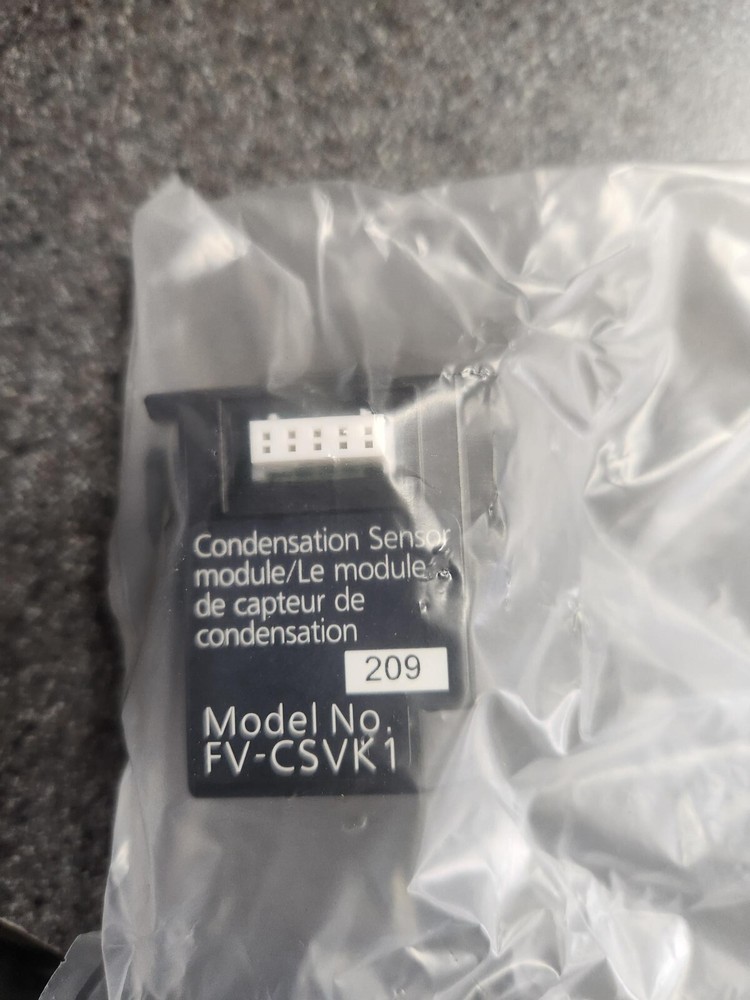 Condensation Sensor
module/Le module
de capteur de
condensation
209
Model No.
FV-CSVK1